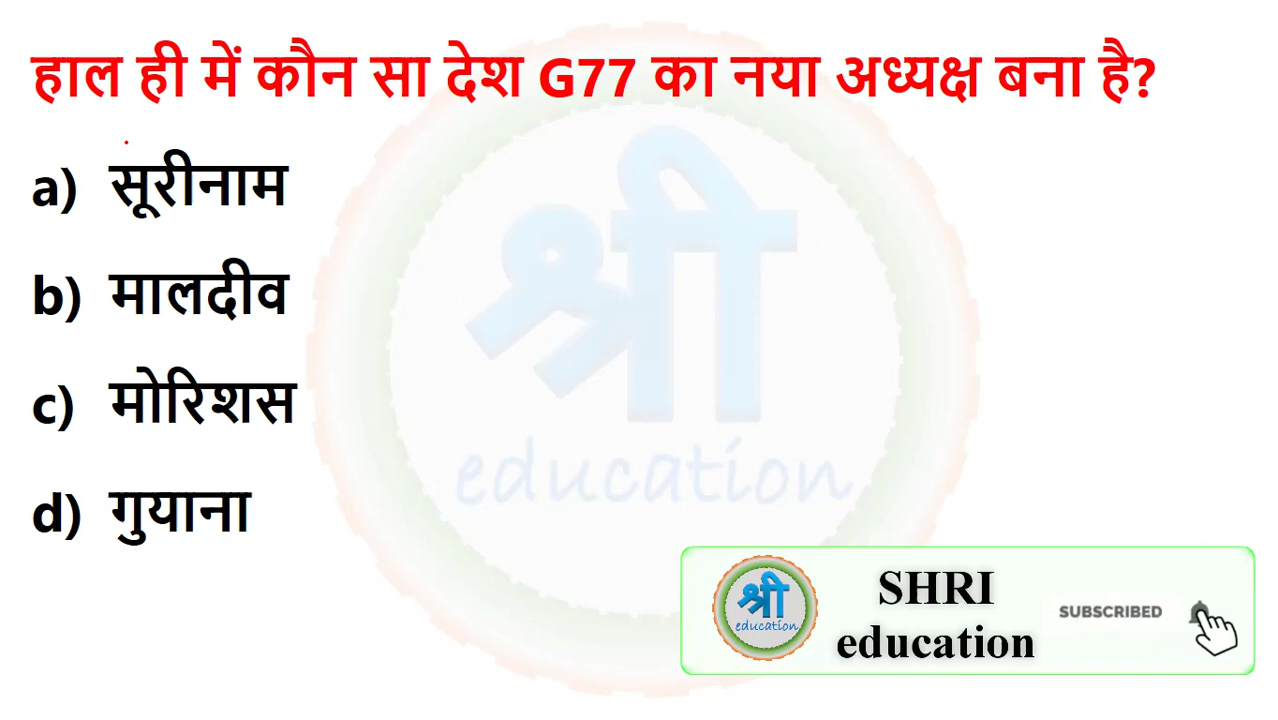 हाल ही में कौन सा देश G77 का नया अध्यक्ष बना है?
a) सूरीनाम
b) मालदीव
c) मोरिशस
d) गुयाना
श्री
education
श्री
education
SHRI
education
SUBSCRIBED